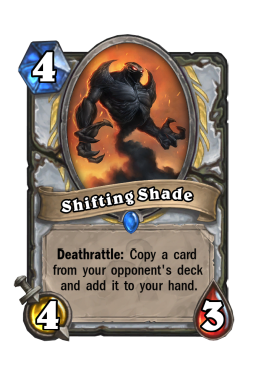 4
Shifting Shade
Deathrattle: Copy a card
from your opponent's deck
and add it to your hand.
4
3